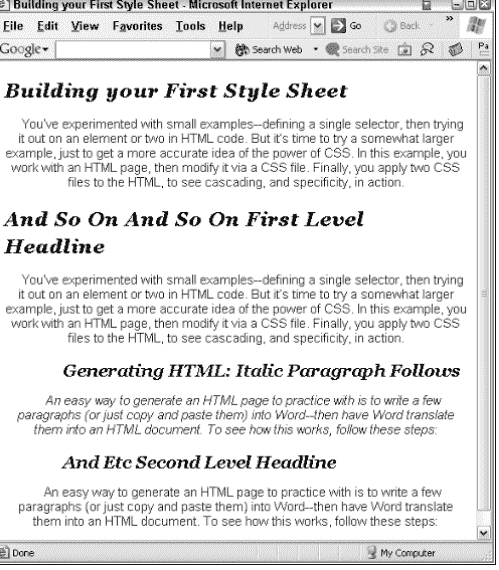 Building your First Style Sheet - Microsoft Internet Explorer
File Edit View Favorites Tools Help Address Go Back »
Google Search Web Search Site Pa
Building your First Style Sheet
You've experimented with small examples--defining a single selector, then trying
it out on an element or two in HTML code. But it's time to try a somewhat larger
example, just to get a more accurate idea of the power of CSS. In this example, you
work with an HTML page, then modify it via a CSS file. Finally, you apply two CSS
files to the HTML, to see cascading, and specificity, in action.
And So On And So On First Level
Headline
You've experimented with small examples--defining a single selector, then trying
it out on an element or two in HTML code. But it's time to try a somewhat larger
example, just to get a more accurate idea of the power of CSS. In this example, you
work with an HTML page, then modify it via a CSS file. Finally, you apply two CSS
files to the HTML, to see cascading, and specificity, in action.
Generating HTML: Italic Paragraph Follows
An easy way to generate an HTML page to practice with is to write a few
paragraphs (or just copy and paste them) into Word--then have Word translate
them into an HTML document. To see how this works, follow these steps:
And Etc Second Level Headline
An easy way to generate an HTML page to practice with is to write a few
paragraphs (or just copy and paste them) into Word--then have Word translate
them into an HTML document. To see how this works, follow these steps:
Done My Computer